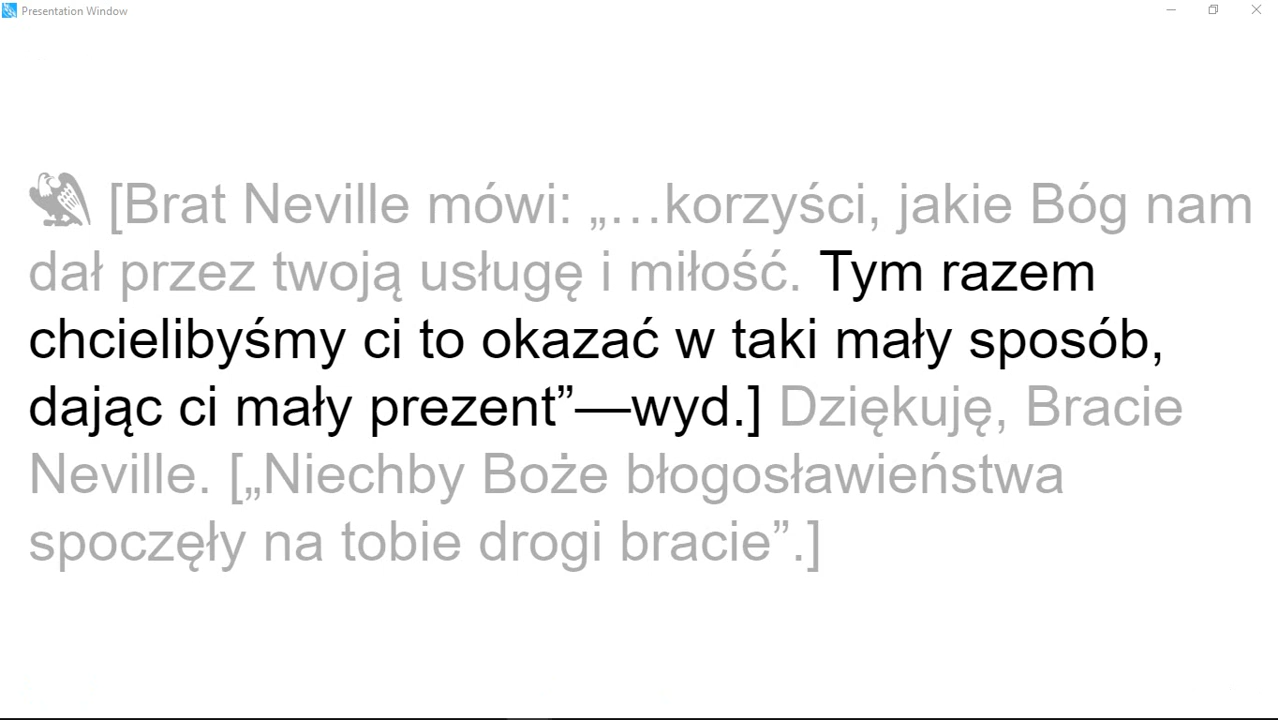 Presentation Window
[Brat Neville mówi: „…korzyści, jakie Bóg nam
dał przez twoją usługę i miłość. Tym razem
chcielibyśmy ci to okazać w taki mały sposób,
dając ci mały prezent”—wyd.] Dziękuję, Bracie
Neville. [„Niechby Boże błogosławieństwa
spoczęły na tobie drogi bracie”.]